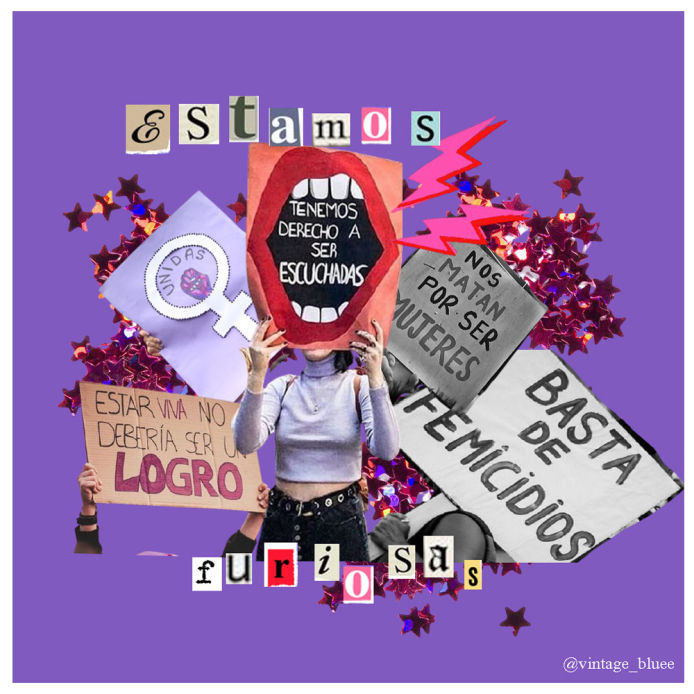 Estamos
TENEMOS
DERECHO A
SER
ESCUCHADAS
UNIDAS
NOS
MATAN
POR SER
MUJERES
ESTAR VIVA NO
DEBERÍA SER UN
LOGRO
BASTA
DE
FEMICIDIOS
furiosas
@vintage_bluee